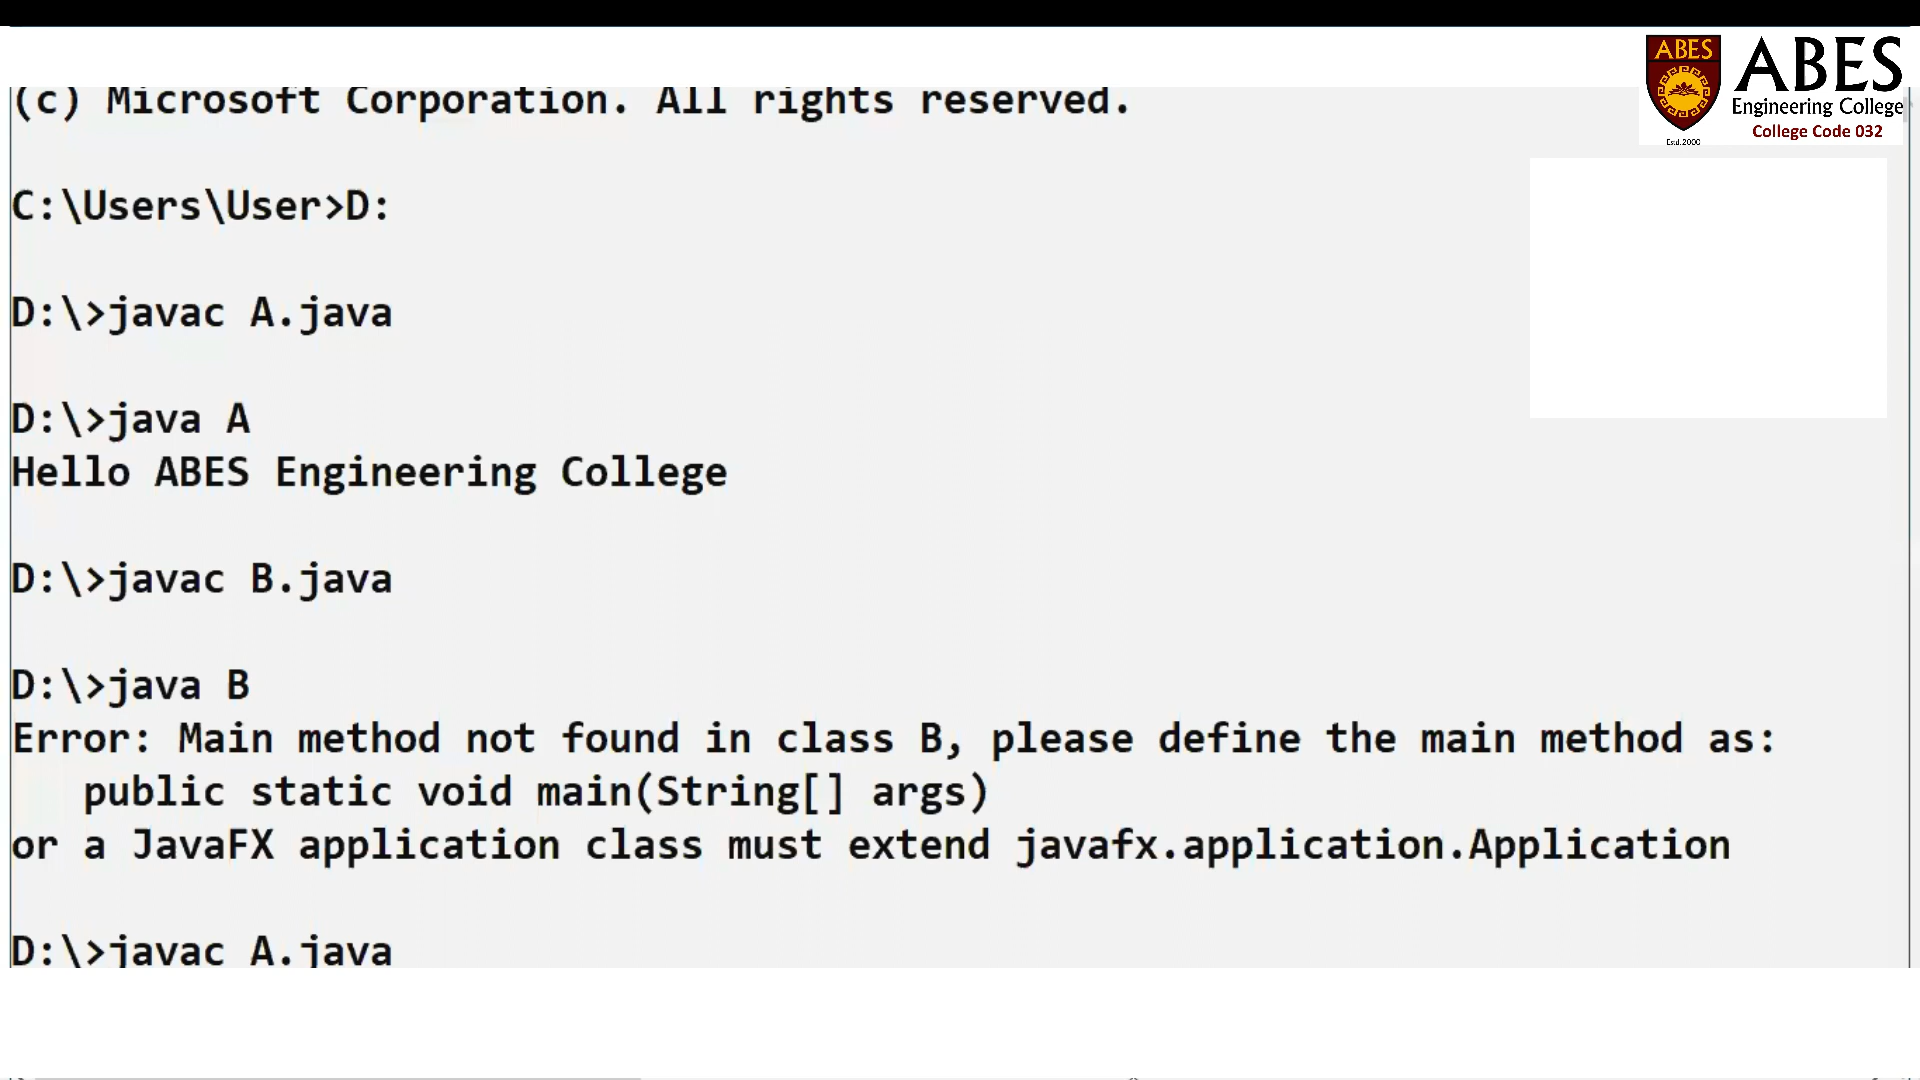 ABES
ABES
Engineering College
College Code 032
Estd.2000
(c) Microsoft Corporation. All rights reserved.
C:\Users\User>D:
D:\>javac A.java
D:\>java A
Hello ABES Engineering College
D:\>javac B.java
D:\>java B
Error: Main method not found in class B, please define the main method as:
   public static void main(String[] args)
or a JavaFX application class must extend javafx.application.Application
D:\>javac A.java